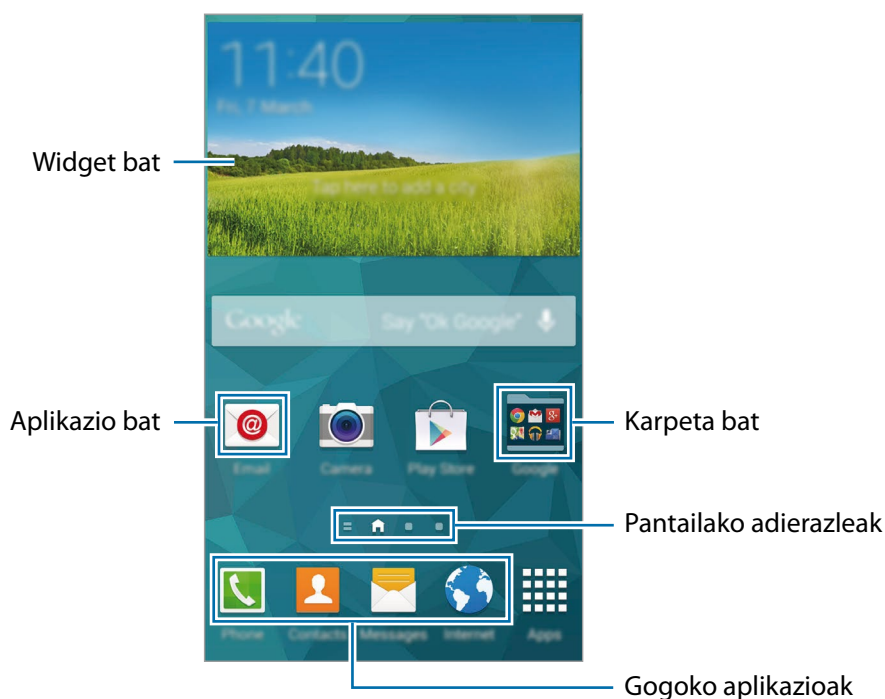 11:40
Fri, 7 March
Widget bat
Tap here to add a city
Google Say "Ok Google"
Aplikazio bat
Karpeta bat
Email Camera Play Store Google
Pantailako adierazleak
Phone Contacts Messages Internet Apps
Gogoko aplikazioak